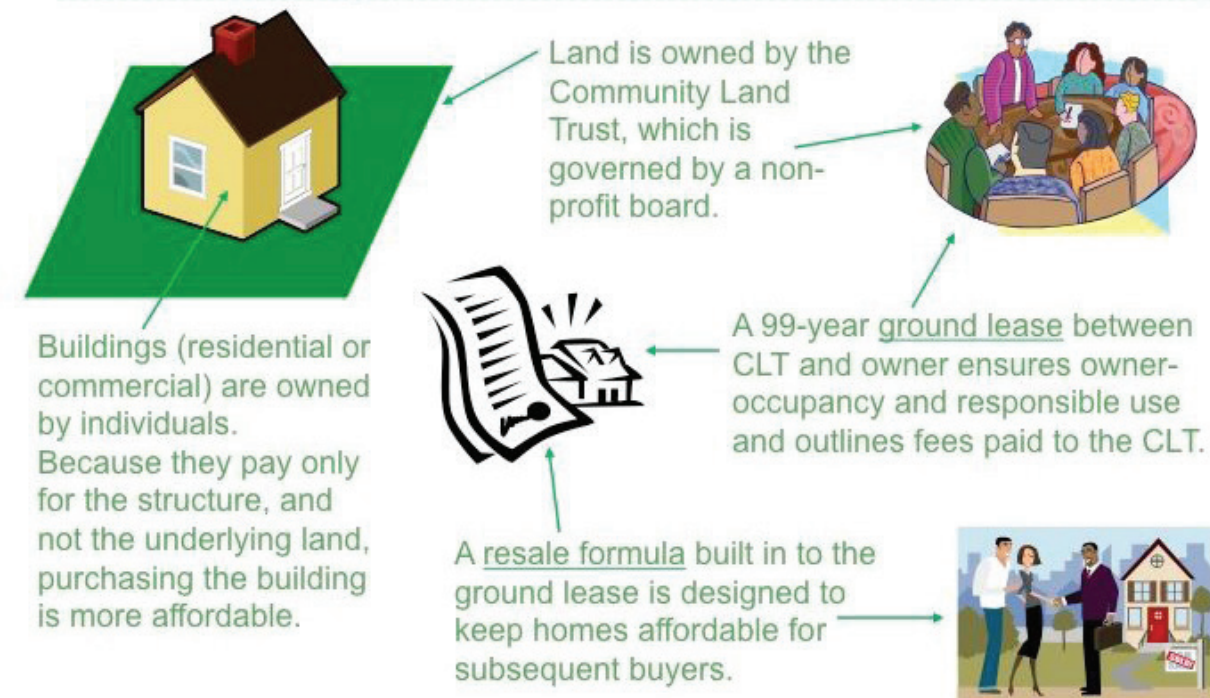 Land is owned by the
Community Land
Trust, which is
governed by a non-
profit board.
Buildings (residential or
commercial) are owned
by individuals.
Because they pay only
for the structure, and
not the underlying land,
purchasing the building
is more affordable.
A 99-year ground lease between
CLT and owner ensures owner-
occupancy and responsible use
and outlines fees paid to the CLT.
A resale formula built in to the
ground lease is designed to
keep homes affordable for
subsequent buyers.
SOLD!